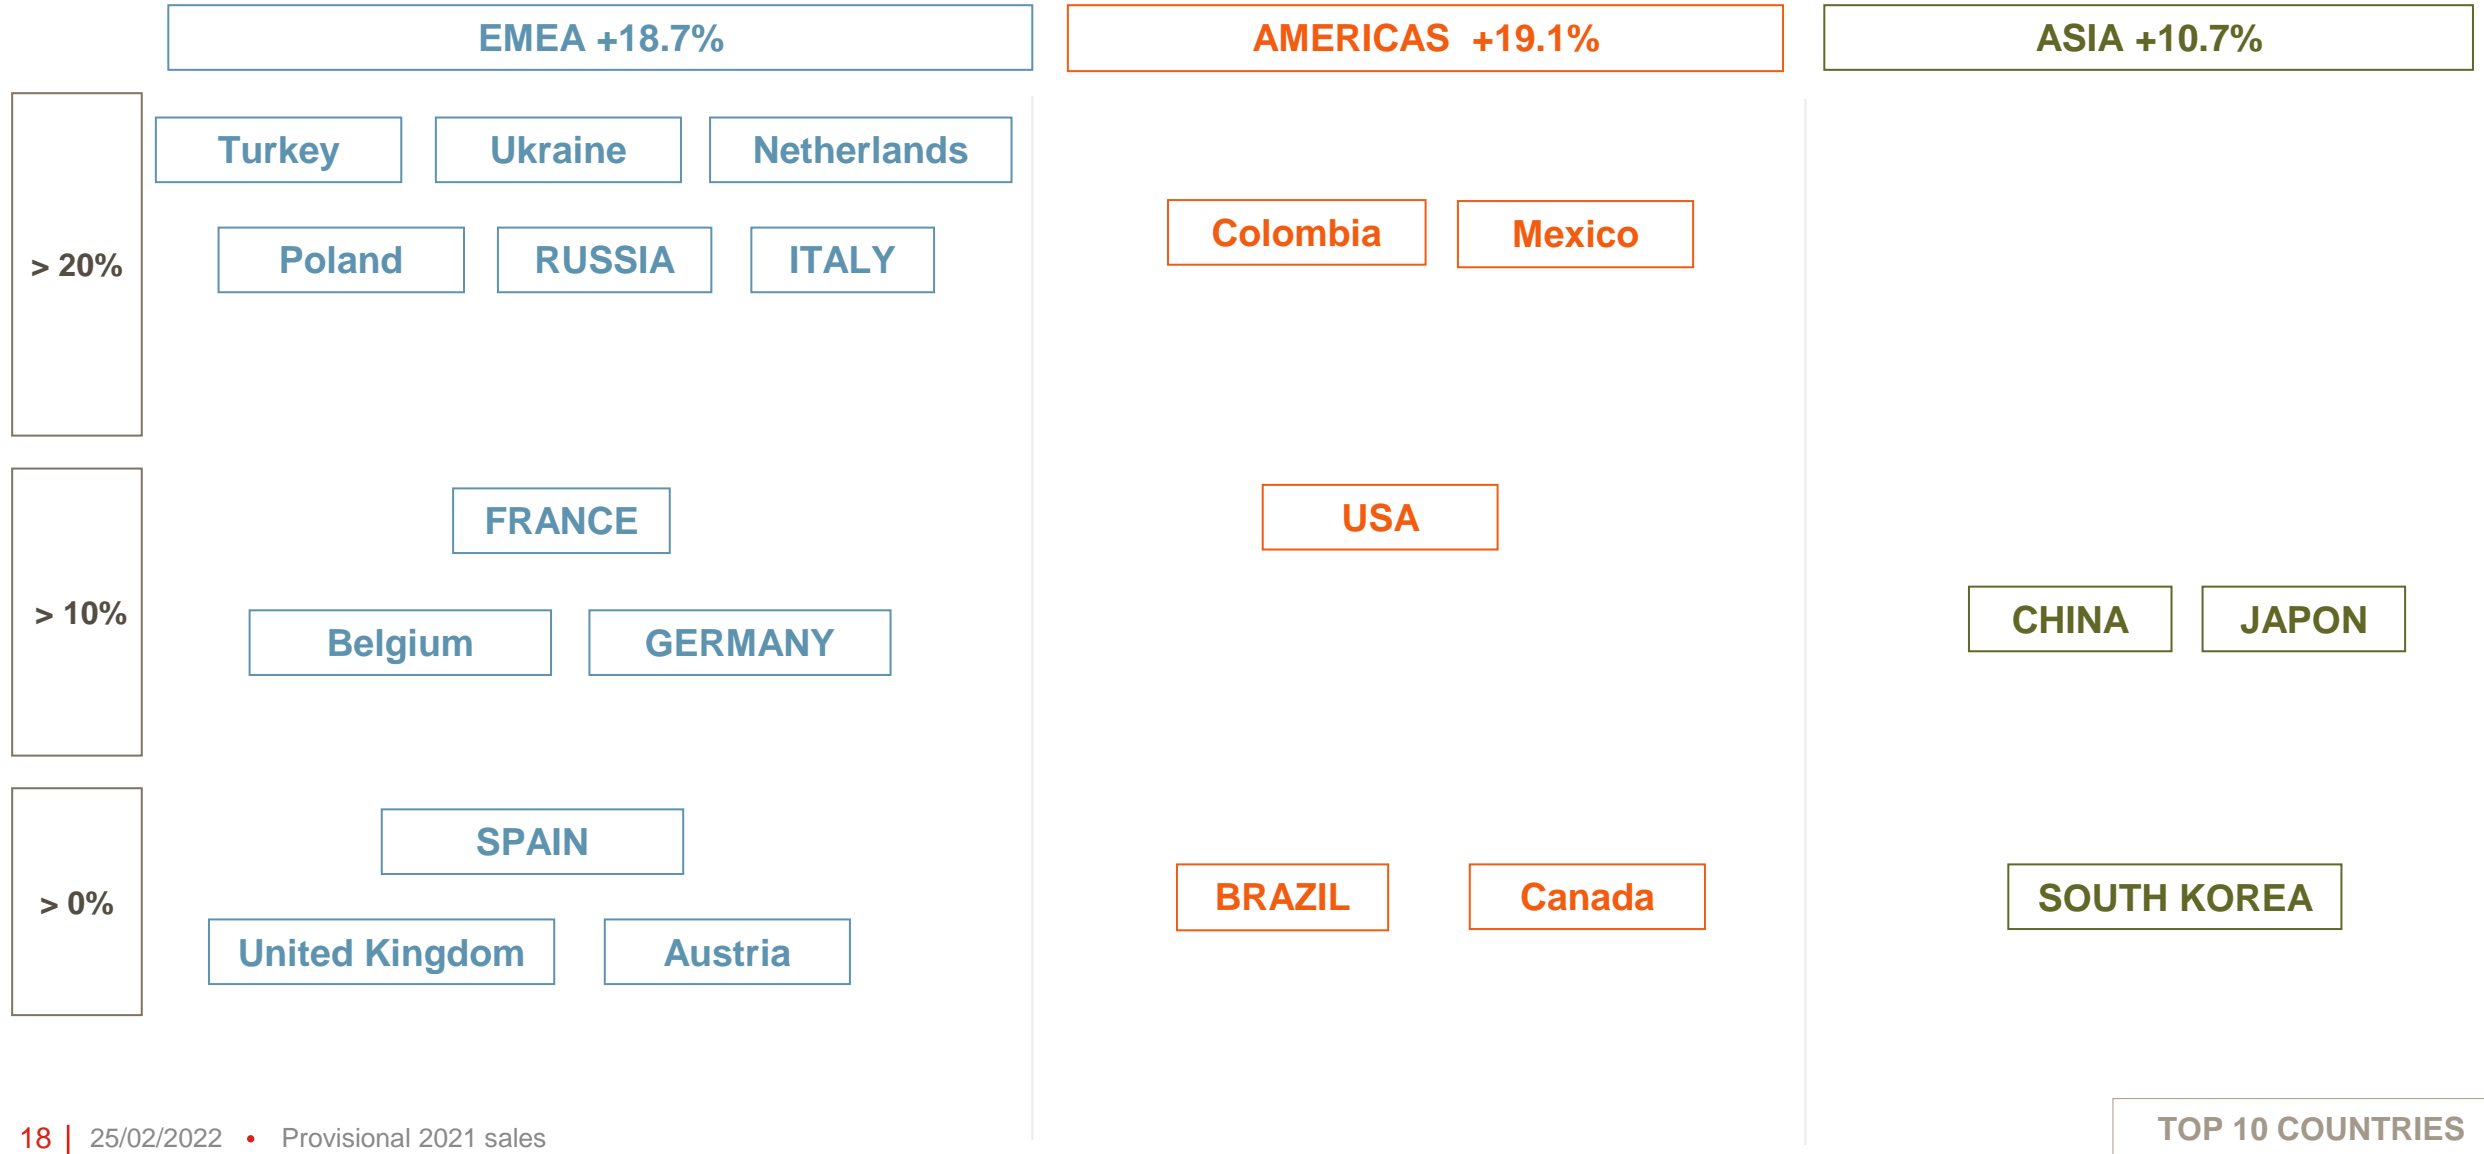 EMEA +18.7%
AMERICAS +19.1%
ASIA +10.7%
> 20%
Turkey
Ukraine
Netherlands
Poland
RUSSIA
ITALY
Colombia
Mexico
> 10%
FRANCE
Belgium
GERMANY
USA
CHINA
JAPON
> 0%
SPAIN
United Kingdom
Austria
BRAZIL
Canada
SOUTH KOREA
18 | 25/02/2022 • Provisional 2021 sales
TOP 10 COUNTRIES